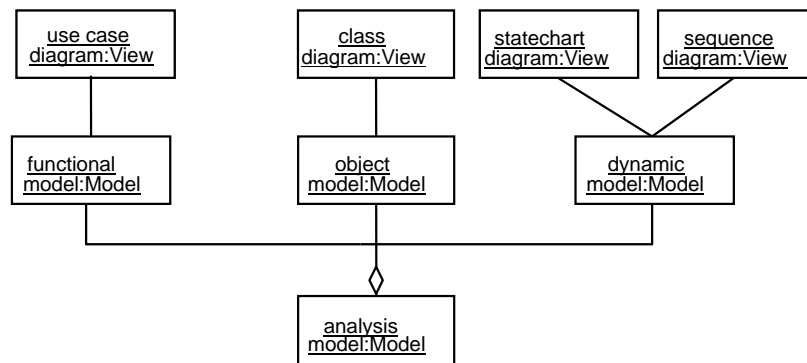 use case
diagram:View
class
diagram:View
statechart
diagram:View
sequence
diagram:View
functional
model:Model
object
model:Model
dynamic
model:Model
analysis
model:Model